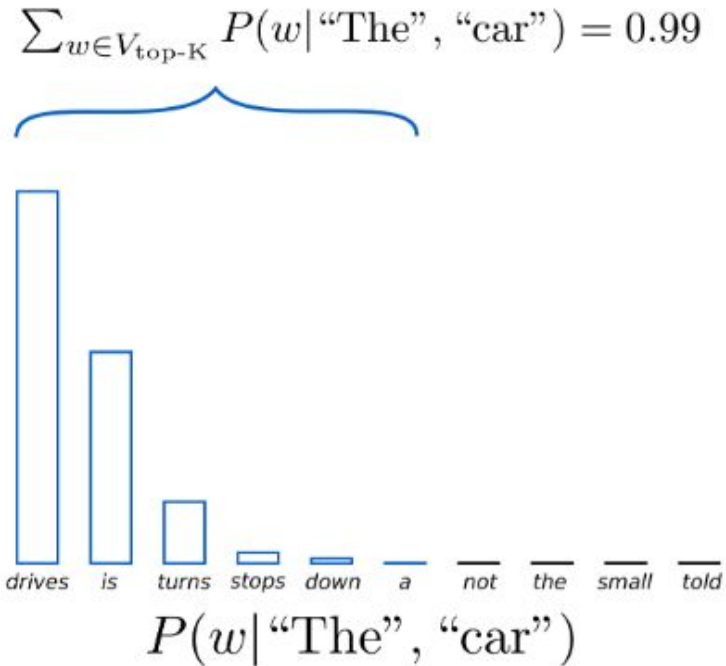 ∑w∈Vtop-K P(w|“The”, “car”) = 0.99
drives is turns stops down a not the small told
P(w|“The”, “car”)